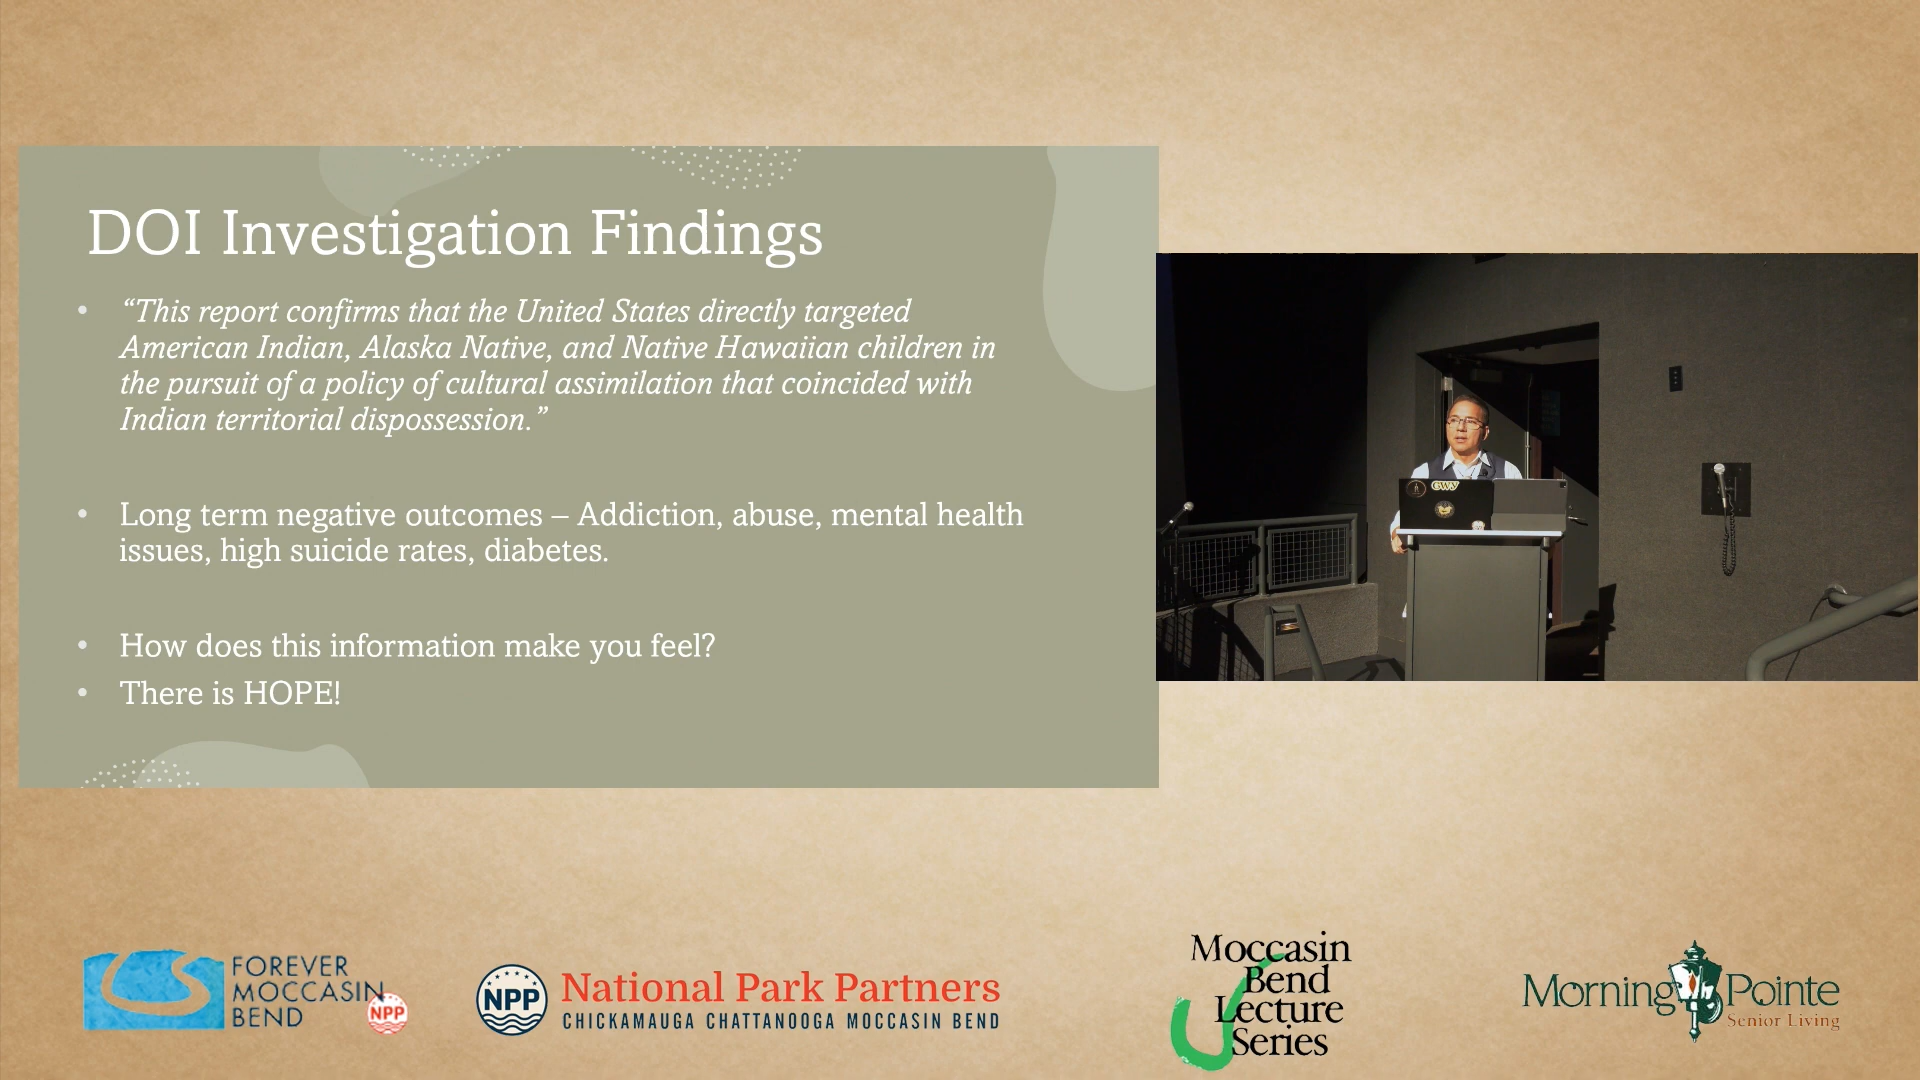 DOI Investigation Findings
• “This report confirms that the United States directly targeted
American Indian, Alaska Native, and Native Hawaiian children in
the pursuit of a policy of cultural assimilation that coincided with
Indian territorial dispossession.”
• Long term negative outcomes – Addiction, abuse, mental health
issues, high suicide rates, diabetes.
• How does this information make you feel?
• There is HOPE!
GWY
FOREVER
MOCCASIN
BEND
NPP
NPP
National Park Partners
CHICKAMAUGA CHATTANOOGA MOCCASIN BEND
Moccasin
Bend
Lecture
Series
Morning Pointe
Senior Living